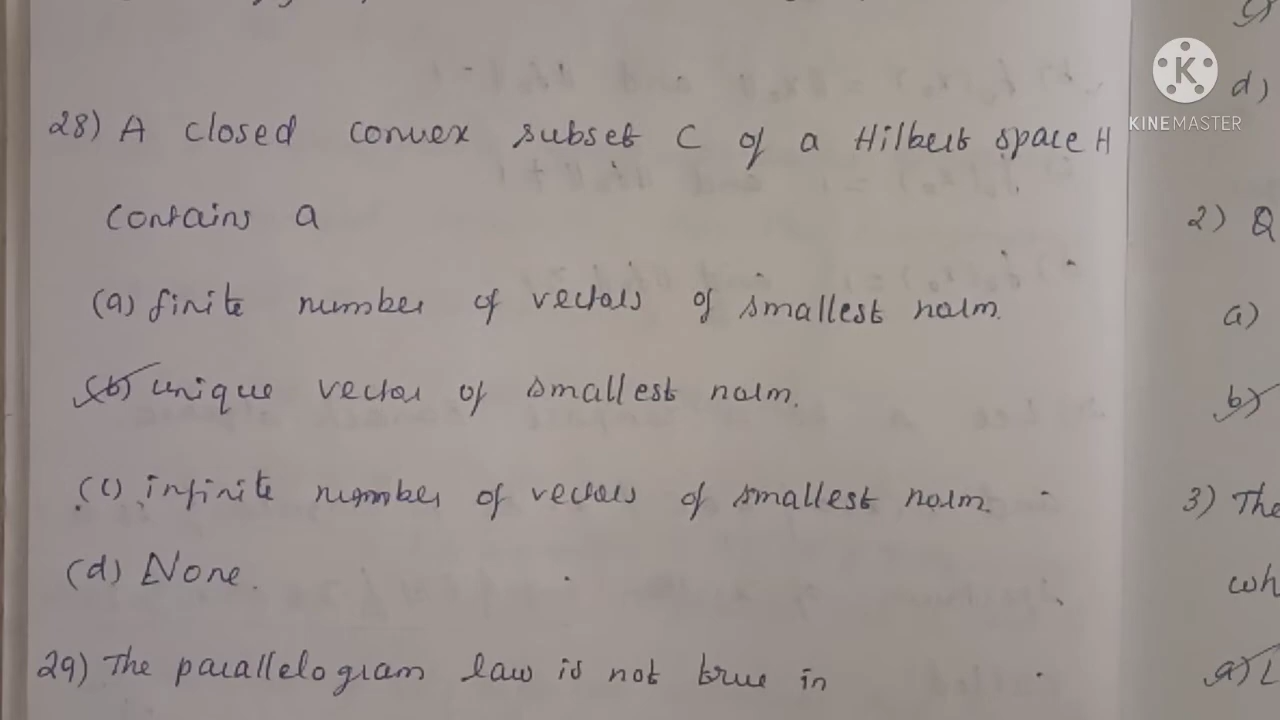 28) A closed convex subset C of a Hilbert space H
contains a
(a) finite number of vectors of smallest norm.
(b) unique vector of smallest norm.
(c) infinite number of vectors of smallest norm.
(d) None.
29) The parallelogram law is not true in
KINEMASTER
d)
2) Q
a)
b)
3) The
wh
a) L